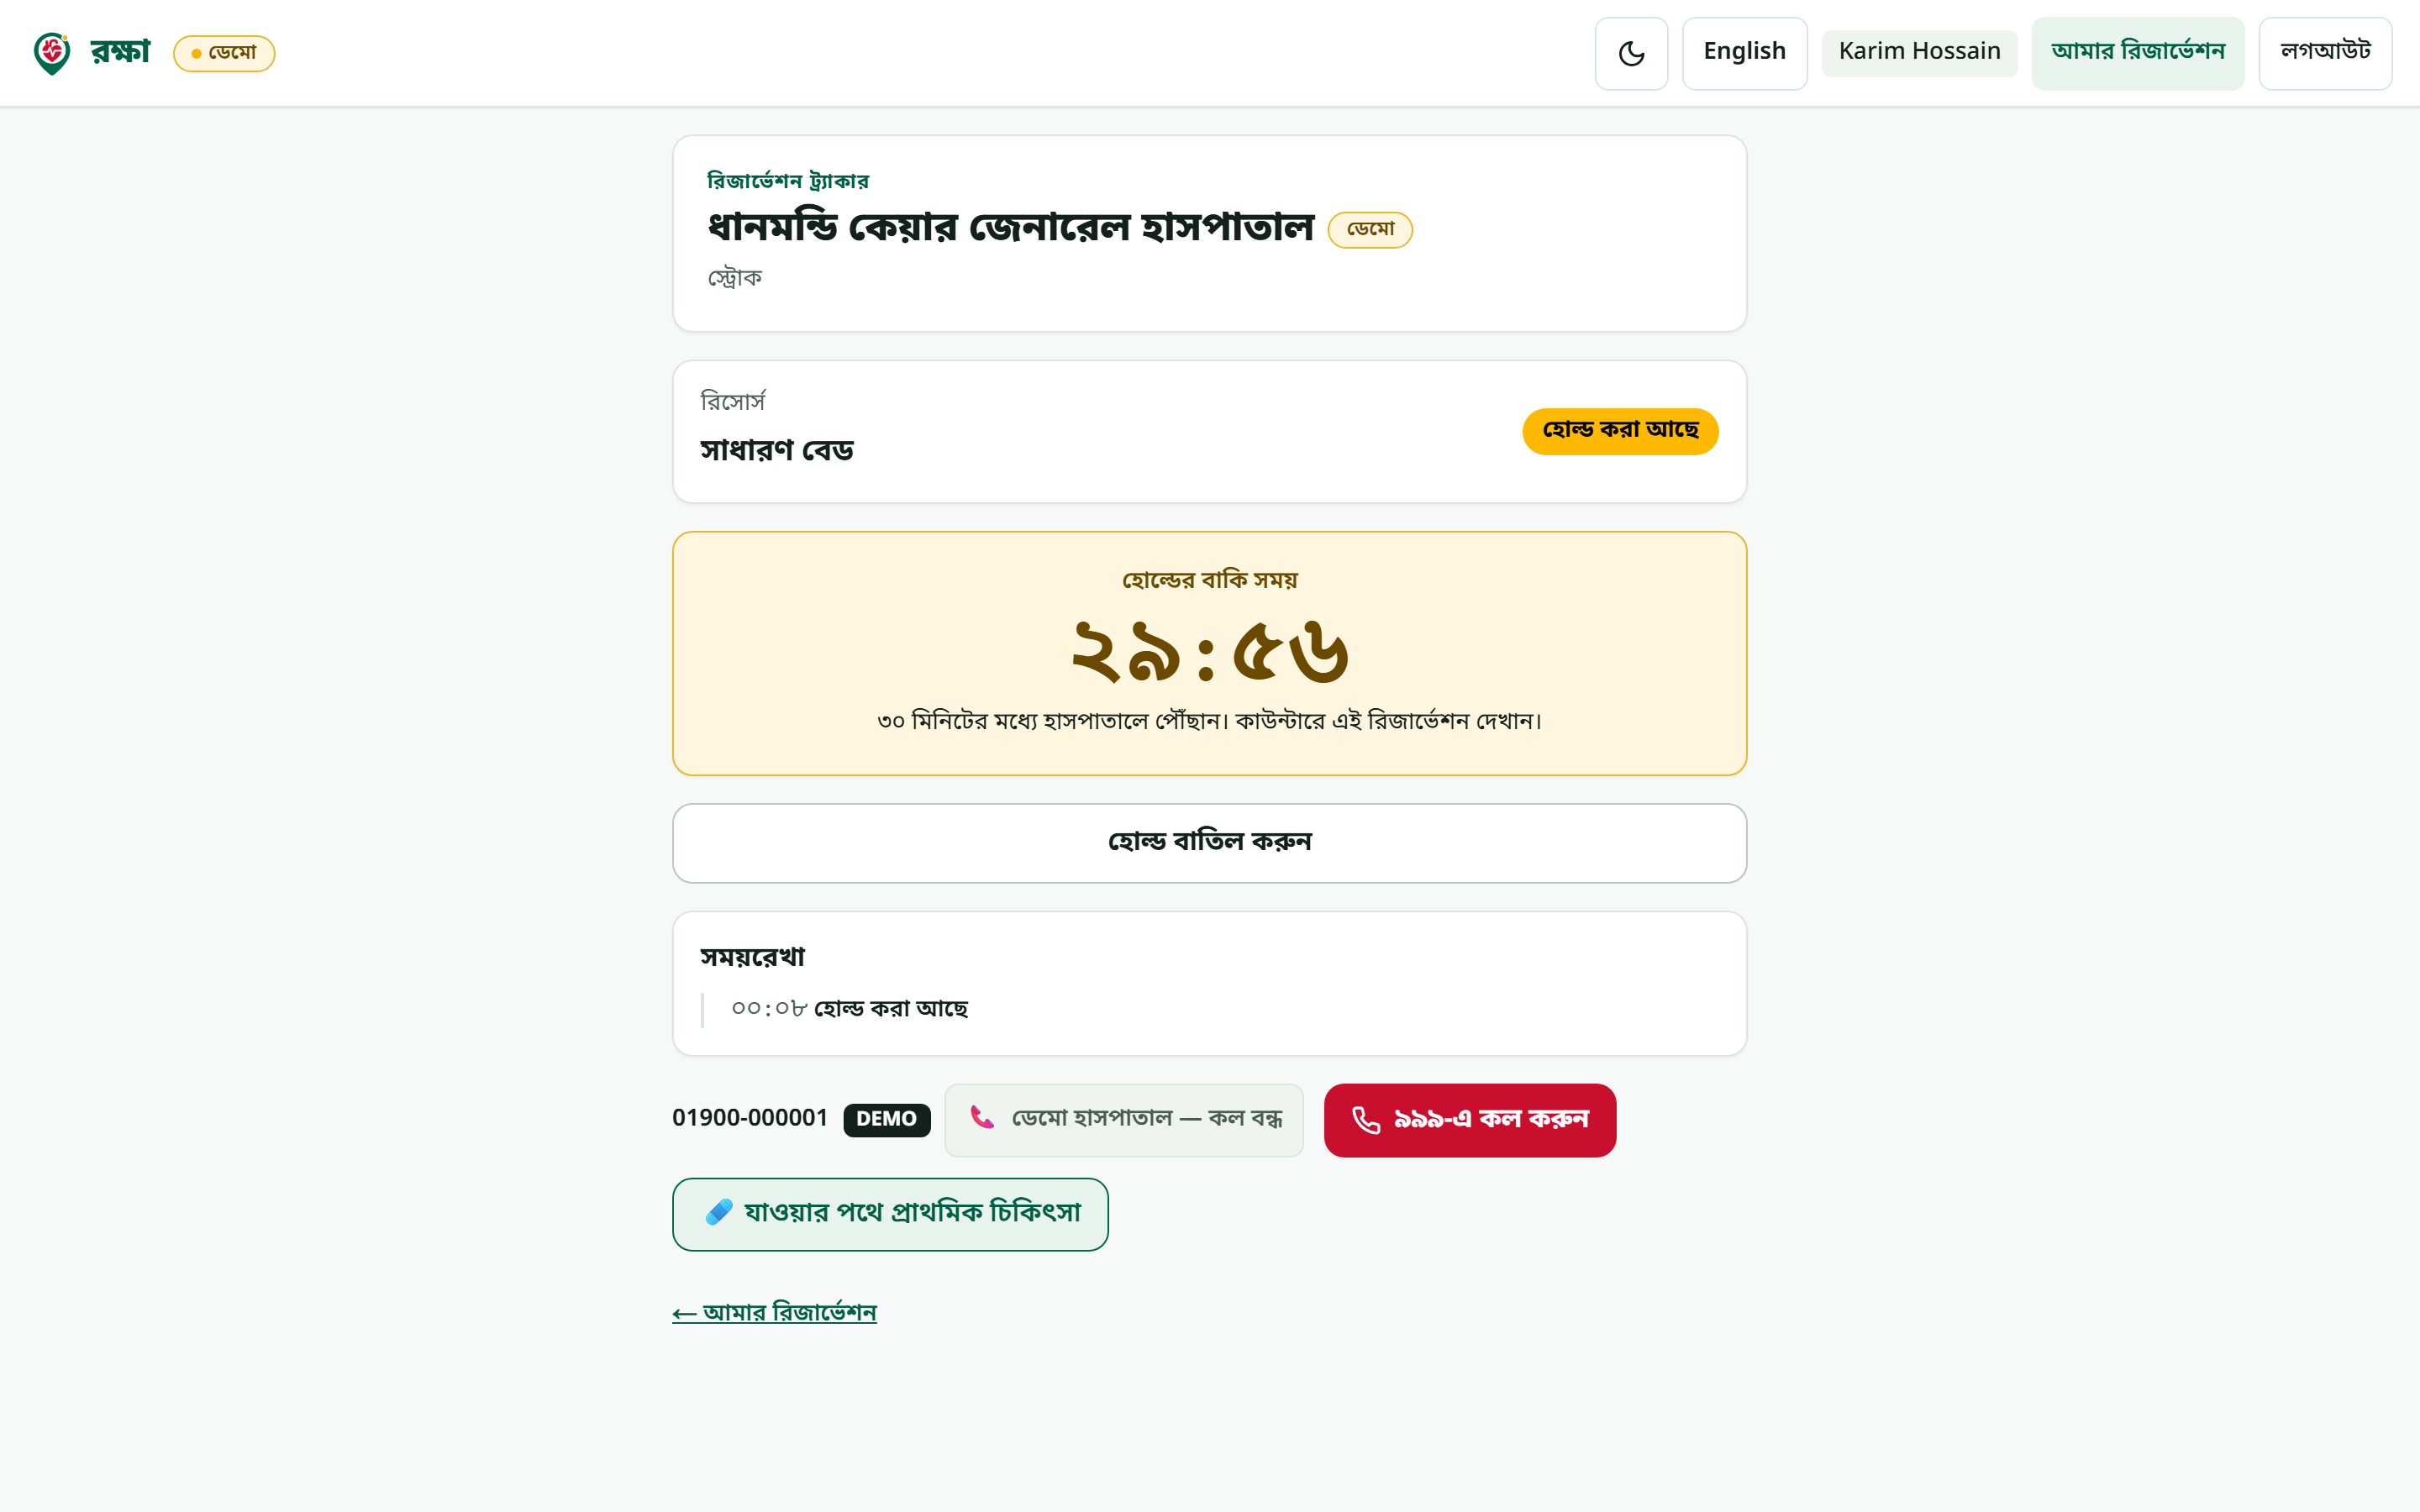 রক্ষা ডেমো English Karim Hossain আমার রিজার্ভেশন লগআউট
রিজার্ভেশন ট্র্যাকার
ধানমন্ডি কেয়ার জেনারেল হাসপাতাল ডেমো
স্ট্রোক
রিসোর্স
সাধারণ বেড
হোল্ড করা আছে
হোল্ডের বাকি সময়
২৯:৫৬
৩০ মিনিটের মধ্যে হাসপাতালে পৌঁছান। কাউন্টারে এই রিজার্ভেশন দেখান।
হোল্ড বাতিল করুন
সময়রেখা
০০:০৮ হোল্ড করা আছে
01900-000001 DEMO ডেমো হাসপাতাল — কল বন্ধ ৯৯৯-এ কল করুন
যাওয়ার পথে প্রাথমিক চিকিৎসা
← আমার রিজার্ভেশন